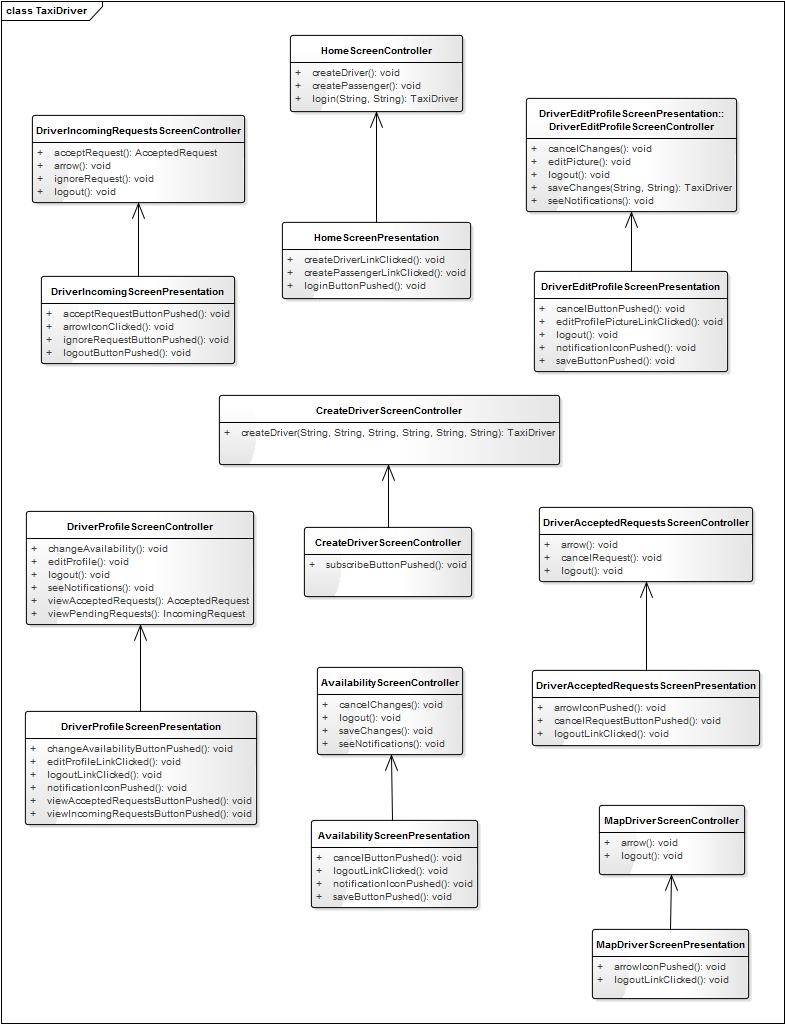 class TaxiDriver
HomeScreenController
+ createDriver(): void
+ createPassenger(): void
+ login(String, String): TaxiDriver
DriverIncomingRequestsScreenController
+ acceptRequest(): AcceptedRequest
+ arrow(): void
+ ignoreRequest(): void
+ logout(): void
DriverEditProfileScreenPresentation::
DriverEditProfileScreenController
+ cancelChanges(): void
+ editPicture(): void
+ logout(): void
+ saveChanges(String, String): TaxiDriver
+ seeNotifications(): void
HomeScreenPresentation
+ createDriverLinkClicked(): void
+ createPassengerLinkClicked(): void
+ loginButtonPushed(): void
DriverIncomingScreenPresentation
+ acceptRequestButtonPushed(): void
+ arrowIconClicked(): void
+ ignoreRequestButtonPushed(): void
+ logoutButtonPushed(): void
DriverEditProfileScreenPresentation
+ cancelButtonPushed(): void
+ editProfilePictureLinkClicked(): void
+ logout(): void
+ notificationIconPushed(): void
+ saveButtonPushed(): void
CreateDriverScreenController
+ createDriver(String, String, String, String, String, String): TaxiDriver
DriverProfileScreenController
+ changeAvailability(): void
+ editProfile(): void
+ logout(): void
+ seeNotifications(): void
+ viewAcceptedRequests(): AcceptedRequest
+ viewPendingRequests(): IncomingRequest
CreateDriverScreenController
+ subscribeButtonPushed(): void
DriverAcceptedRequestsScreenController
+ arrow(): void
+ cancelRequest(): void
+ logout(): void
AvailabilityScreenController
+ cancelChanges(): void
+ logout(): void
+ saveChanges(): void
+ seeNotifications(): void
DriverAcceptedRequestsScreenPresentation
+ arrowIconPushed(): void
+ cancelRequestButtonPushed(): void
+ logoutLinkClicked(): void
DriverProfileScreenPresentation
+ changeAvailabilityButtonPushed(): void
+ editProfileLinkClicked(): void
+ logoutLinkClicked(): void
+ notificationIconPushed(): void
+ viewAcceptedRequestsButtonPushed(): void
+ viewIncomingRequestsButtonPushed(): void
AvailabilityScreenPresentation
+ cancelButtonPushed(): void
+ logoutLinkClicked(): void
+ notificationIconPushed(): void
+ saveButtonPushed(): void
MapDriverScreenController
+ arrow(): void
+ logout(): void
MapDriverScreenPresentation
+ arrowIconPushed(): void
+ logoutLinkClicked(): void